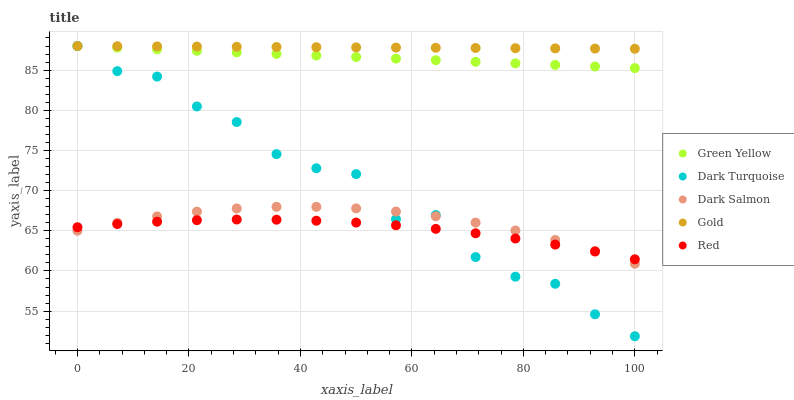 title
yaxis_label
85
80
75
70
65
60
55
0 20 40 60 80 100
xaxis_label
Green Yellow
Dark Turquoise
Dark Salmon
Gold
Red